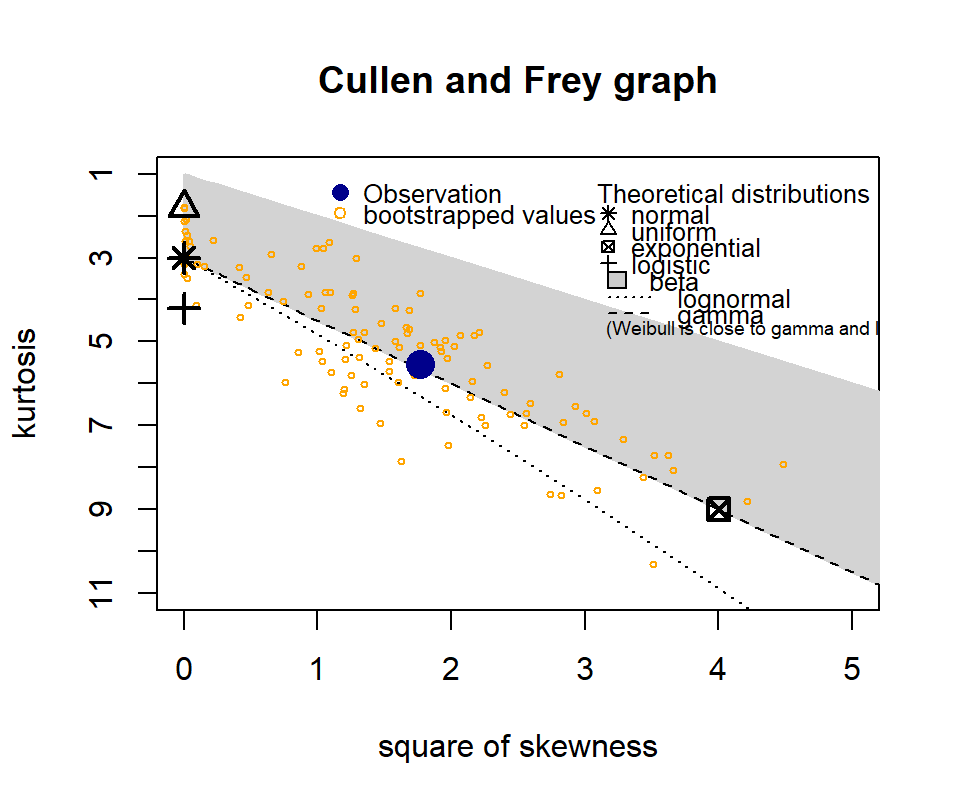 Cullen and Frey graph
Observation
bootstrapped values
Theoretical distributions
normal
uniform
exponential
logistic
beta
lognormal
gamma
(Weibull is close to gamma and l
kurtosis
1
3
5
7
9
11
0 1 2 3 4 5
square of skewness